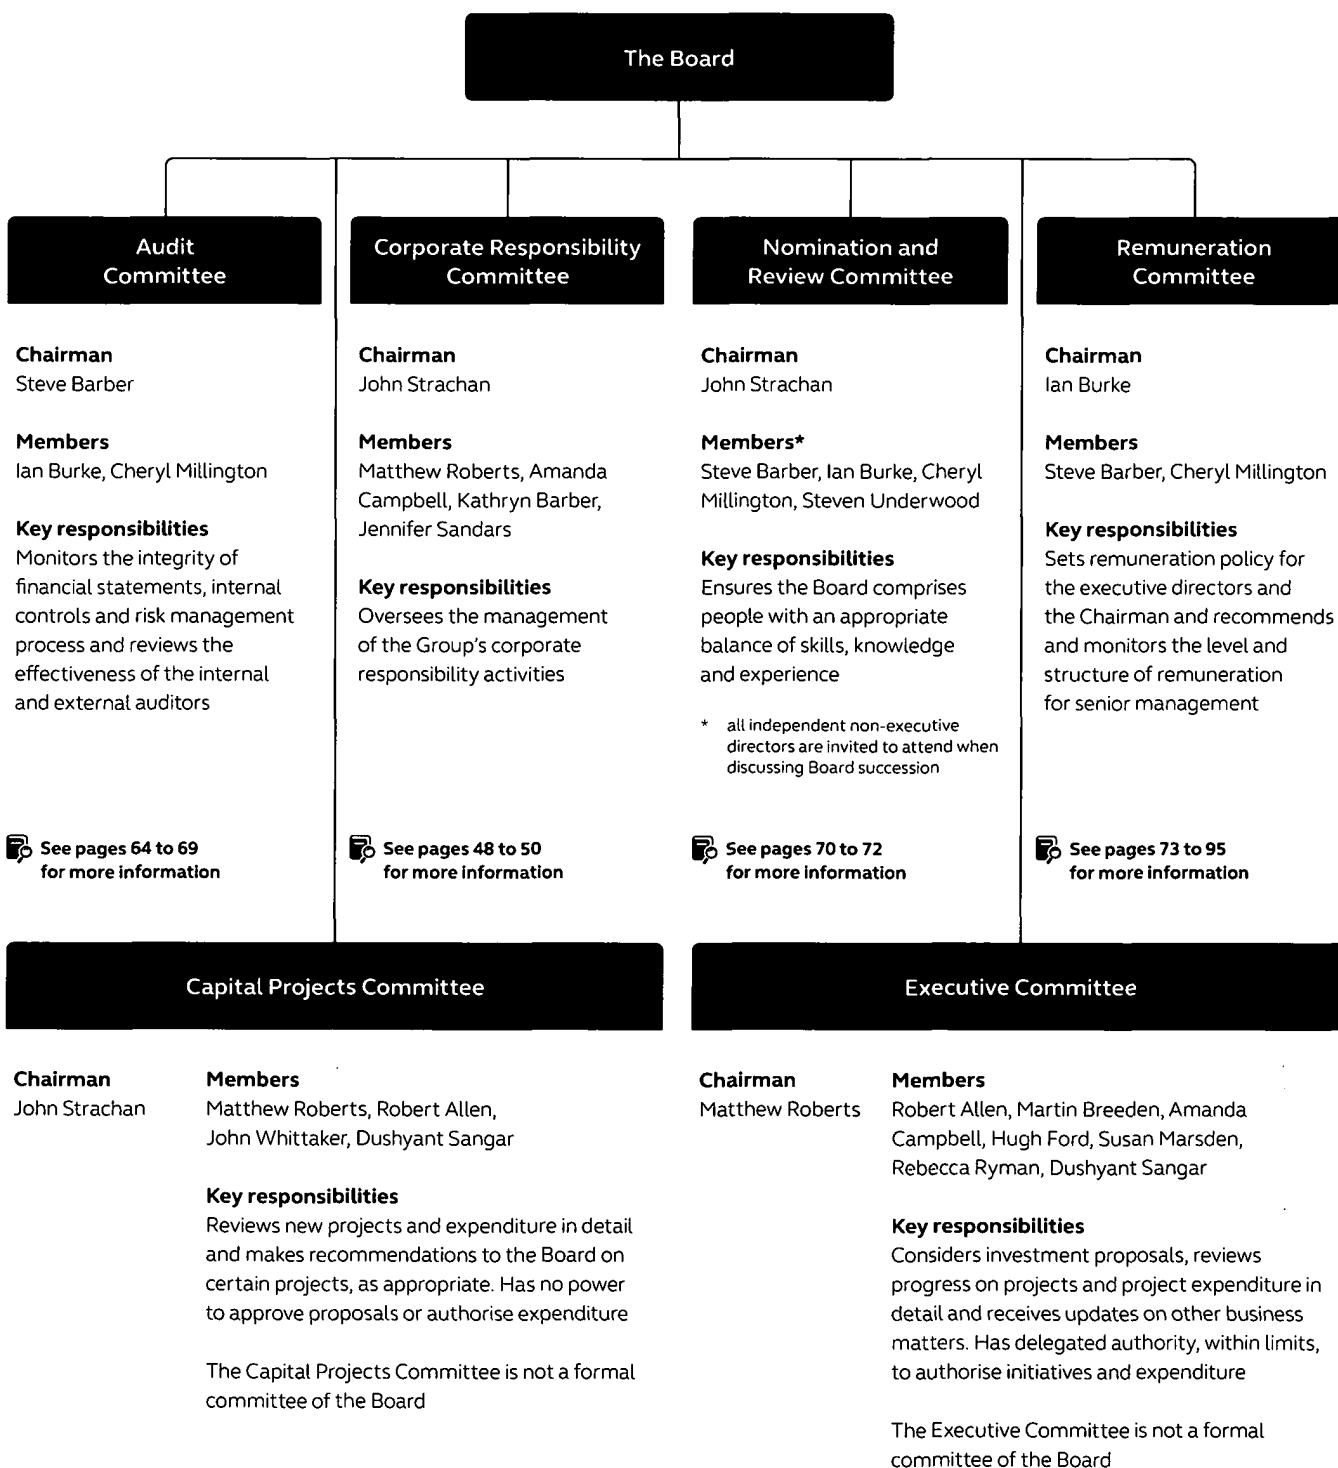 The Board
Audit
Committee
Chairman
Steve Barber
Members
Ian Burke, Cheryl Millington
Key responsibilities
Monitors the integrity of
financial statements, internal
controls and risk management
process and reviews the
effectiveness of the internal
and external auditors
See pages 64 to 69
for more information
Corporate Responsibility
Committee
Chairman
John Strachan
Members
Matthew Roberts, Amanda
Campbell, Kathryn Barber,
Jennifer Sandars
Key responsibilities
Oversees the management
of the Group's corporate
responsibility activities
See pages 48 to 50
for more information
Nomination and
Review Committee
Chairman
John Strachan
Members*
Steve Barber, Ian Burke, Cheryl
Millington, Steven Underwood
Key responsibilities
Ensures the Board comprises
people with an appropriate
balance of skills, knowledge
and experience
* all independent non-executive
directors are invited to attend when
discussing Board succession
See pages 70 to 72
for more information
Remuneration
Committee
Chairman
Ian Burke
Members
Steve Barber, Cheryl Millington
Key responsibilities
Sets remuneration policy for
the executive directors and
the Chairman and recommends
and monitors the level and
structure of remuneration
for senior management
See pages 73 to 95
for more information
Capital Projects Committee
Chairman
John Strachan
Members
Matthew Roberts, Robert Allen,
John Whittaker, Dushyant Sangar
Key responsibilities
Reviews new projects and expenditure in detail
and makes recommendations to the Board on
certain projects, as appropriate. Has no power
to approve proposals or authorise expenditure
The Capital Projects Committee is not a formal
committee of the Board
Executive Committee
Chairman
Matthew Roberts
Members
Robert Allen, Martin Breeden, Amanda
Campbell, Hugh Ford, Susan Marsden,
Rebecca Ryman, Dushyant Sangar
Key responsibilities
Considers investment proposals, reviews
progress on projects and project expenditure in
detail and receives updates on other business
matters. Has delegated authority, within limits,
to authorise initiatives and expenditure
The Executive Committee is not a formal
committee of the Board